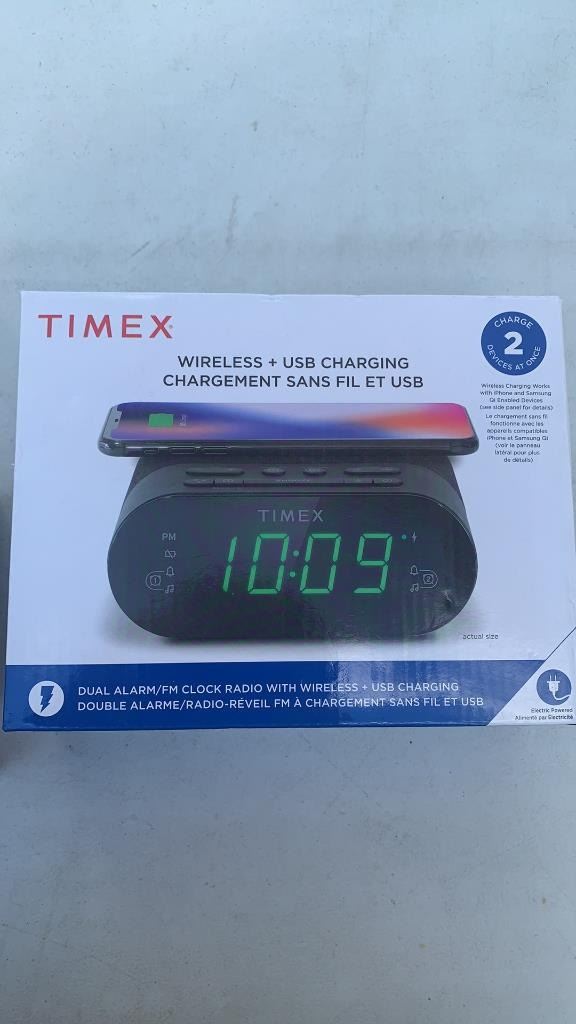 TIMEX
CHARGE
2
DEVICES AT ONCE
WIRELESS + USB CHARGING
CHARGEMENT SANS FIL ET USB
Wireless Charging Works
with iPhone and Samsung
Qi Enabled Devices
(see side panel for details)
Le chargement sans fil
fonctionne avec les
appareils compatibles
iPhone et Samsung Qi
(voir le panneau
latéral pour plus
de détails)
TIMEX
PM
10:09
1
2
actual size
DUAL ALARM/FM CLOCK RADIO WITH WIRELESS + USB CHARGING
DOUBLE ALARME/RADIO-RÉVEIL FM À CHARGEMENT SANS FIL ET USB
Electric Powered
Alimenté par Électricité